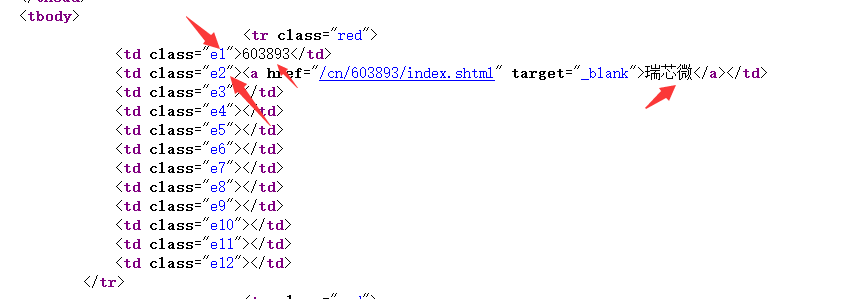 <tbody>
<tr class="red">
<td class="e1">603893</td>
<td class="e2"><a href="/cn/603893/index.shtml" target="_blank">瑞芯微</a></td>
<td class="e3"></td>
<td class="e4"></td>
<td class="e5"></td>
<td class="e6"></td>
<td class="e7"></td>
<td class="e8"></td>
<td class="e9"></td>
<td class="e10"></td>
<td class="e11"></td>
<td class="e12"></td>
</tr>